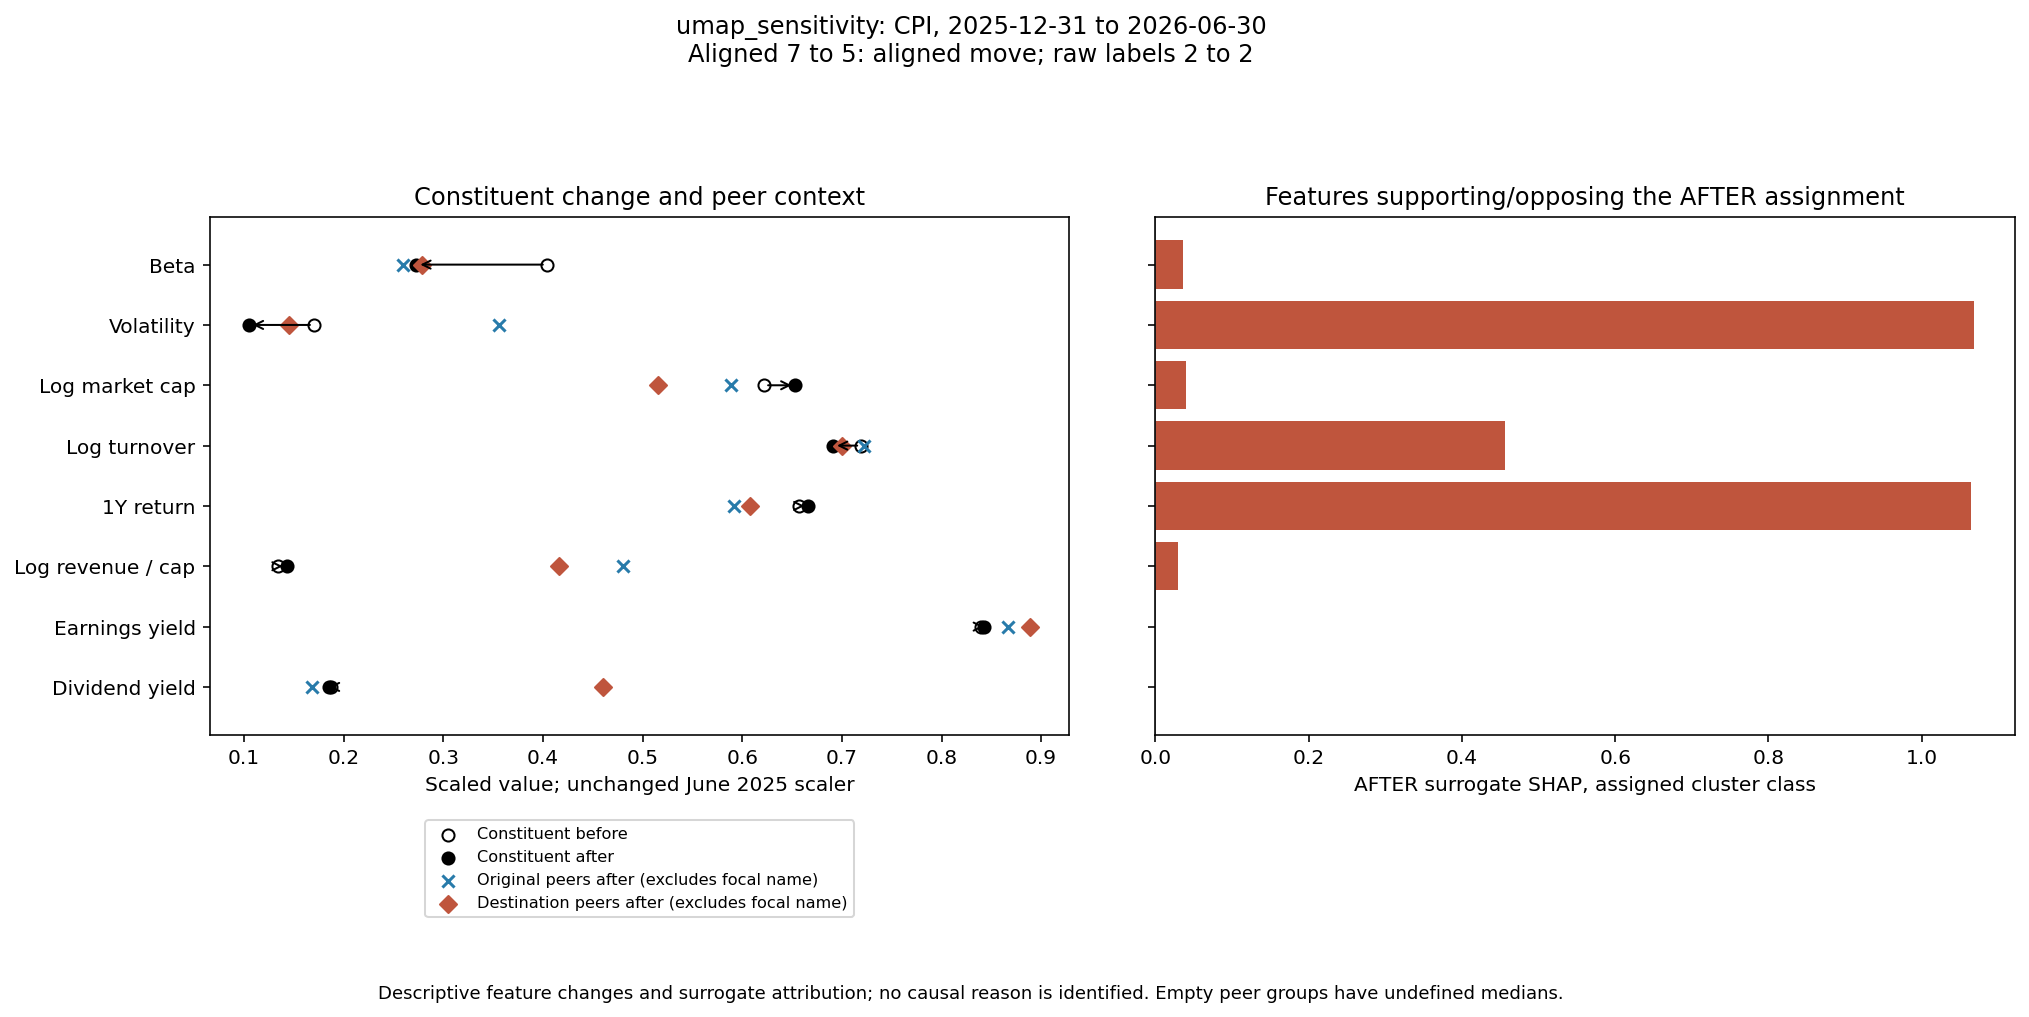 umap_sensitivity: CPI, 2025-12-31 to 2026-06-30
Aligned 7 to 5: aligned move; raw labels 2 to 2
Constituent change and peer context
Beta
Volatility
Log market cap
Log turnover
1Y return
Log revenue / cap
Earnings yield
Dividend yield
0.1 0.2 0.3 0.4 0.5 0.6 0.7 0.8 0.9
Scaled value; unchanged June 2025 scaler
Constituent before
Constituent after
Original peers after (excludes focal name)
Destination peers after (excludes focal name)
Features supporting/opposing the AFTER assignment
0.0 0.2 0.4 0.6 0.8 1.0
AFTER surrogate SHAP, assigned cluster class
Descriptive feature changes and surrogate attribution; no causal reason is identified. Empty peer groups have undefined medians.